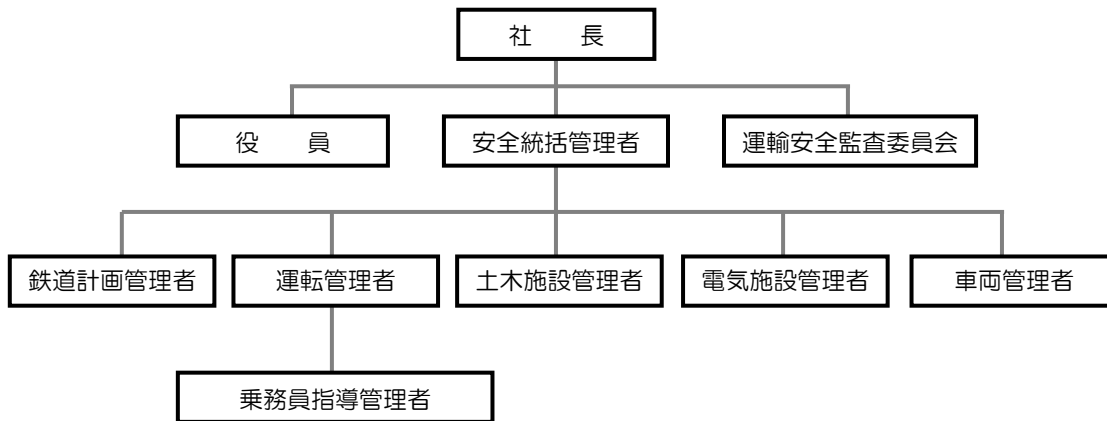 社　　長
役　　員
安全統括管理者
運輸安全監査委員会
鉄道計画管理者
運転管理者
土木施設管理者
電気施設管理者
車両管理者
乗務員指導管理者